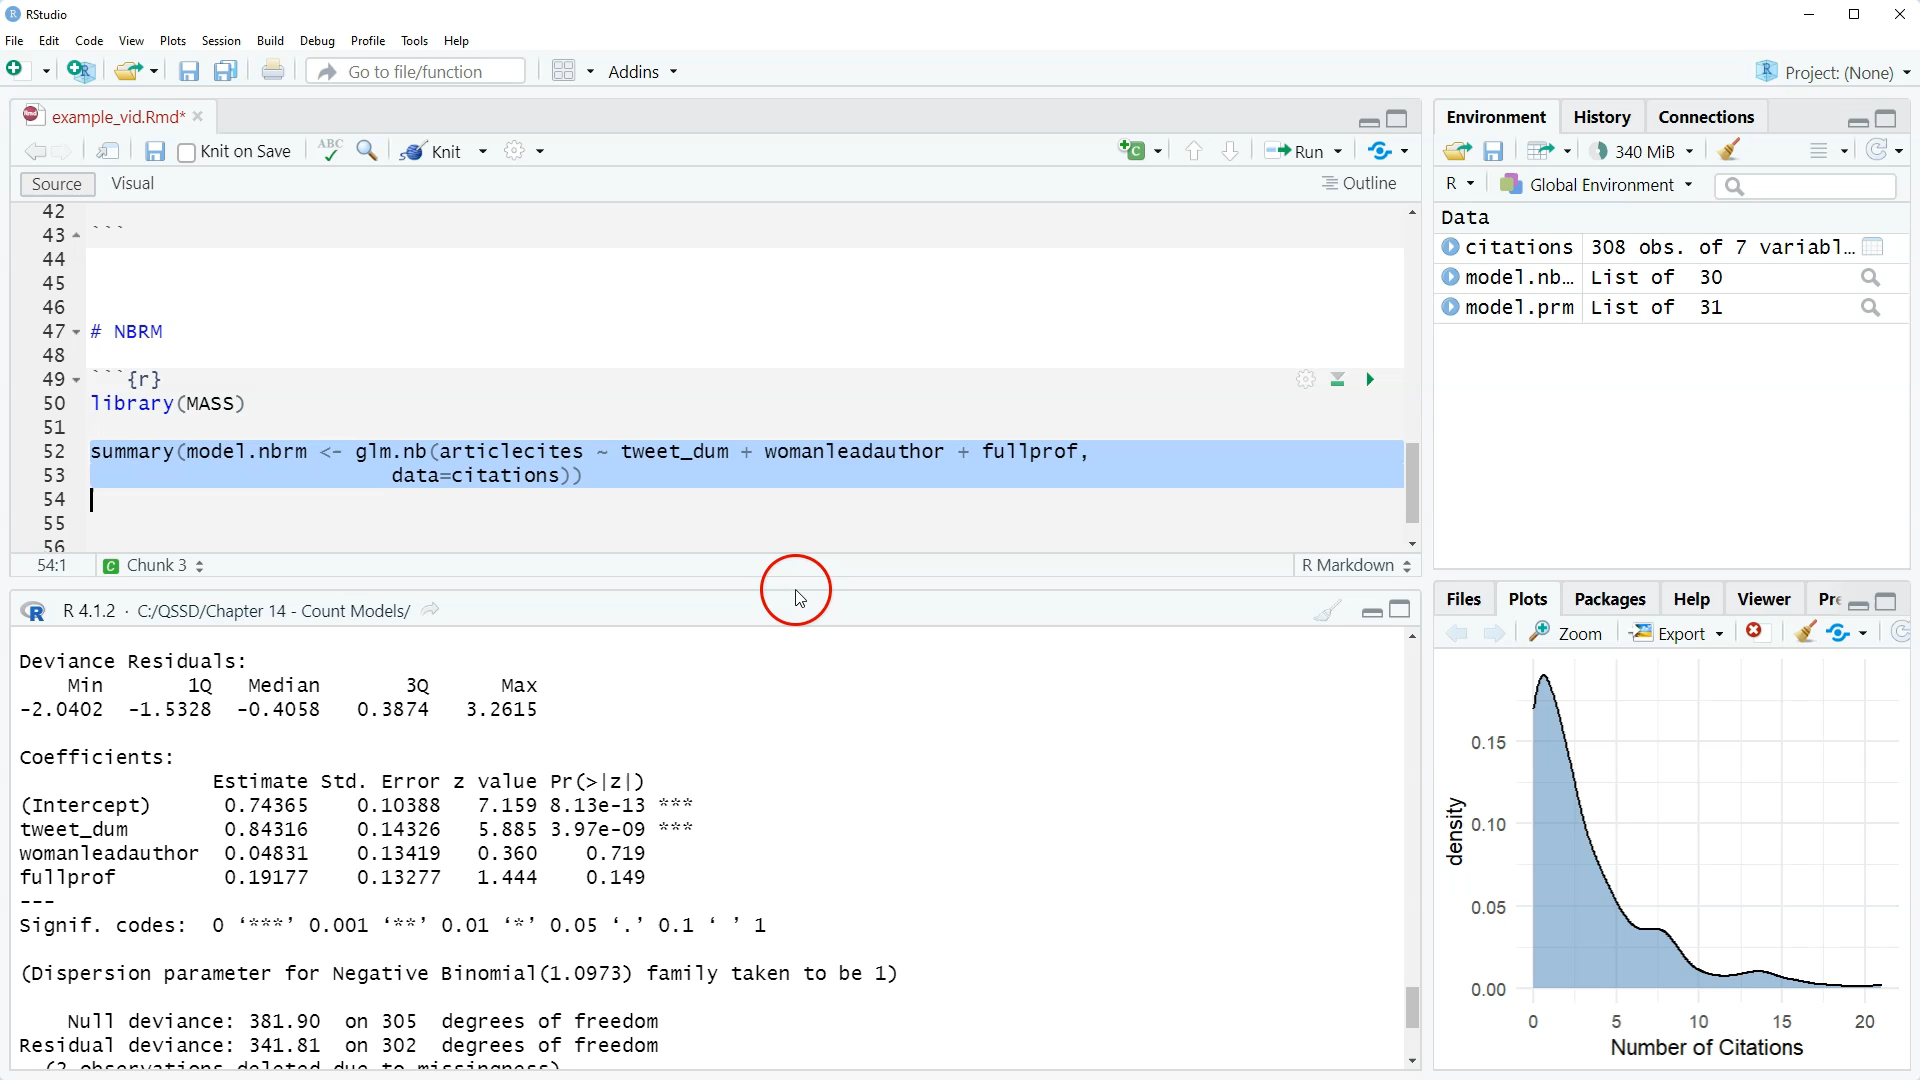 RStudio
File Edit Code View Plots Session Build Debug Profile Tools Help
Go to file/function
Addins
Project: (None)
example_vid.Rmd*
Knit on Save
ABC
Knit
Run
Source Visual
Outline
42
43 ```
44
45
46
47 # NBRM
48
49 ```{r}
50 library(MASS)
51
52 summary(model.nbrm <- glm.nb(articlecites ~ tweet_dum + womanleadauthor + fullprof,
53 data=citations))
54
55
56
54:1 Chunk 3 R Markdown
R 4.1.2 · C:/QSSD/Chapter 14 - Count Models/
Deviance Residuals:
Min 1Q Median 3Q Max
-2.0402 -1.5328 -0.4058 0.3874 3.2615
Coefficients:
Estimate Std. Error z value Pr(>|z|)
(Intercept) 0.74365 0.10388 7.159 8.13e-13 ***
tweet_dum 0.84316 0.14326 5.885 3.97e-09 ***
womanleadauthor 0.04831 0.13419 0.360 0.719
fullprof 0.19177 0.13277 1.444 0.149
---
Signif. codes: 0 ‘***’ 0.001 ‘**’ 0.01 ‘*’ 0.05 ‘.’ 0.1 ‘ ’ 1
(Dispersion parameter for Negative Binomial(1.0973) family taken to be 1)
Null deviance: 381.90 on 305 degrees of freedom
Residual deviance: 341.81 on 302 degrees of freedom
(2 observations deleted due to missingness)
Environment History Connections
340 MiB
R Global Environment
Data
citations 308 obs. of 7 variabl…
model.nb… List of 30
model.prm List of 31
Files Plots Packages Help Viewer Pre
Zoom Export
density
0.15
0.10
0.05
0.00
0 5 10 15 20
Number of Citations